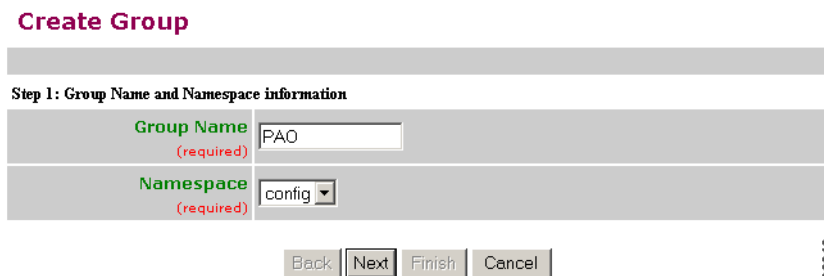 Create Group
Step 1: Group Name and Namespace information
Group Name
(required)
PAO
Namespace
(required)
config
Back Next Finish Cancel